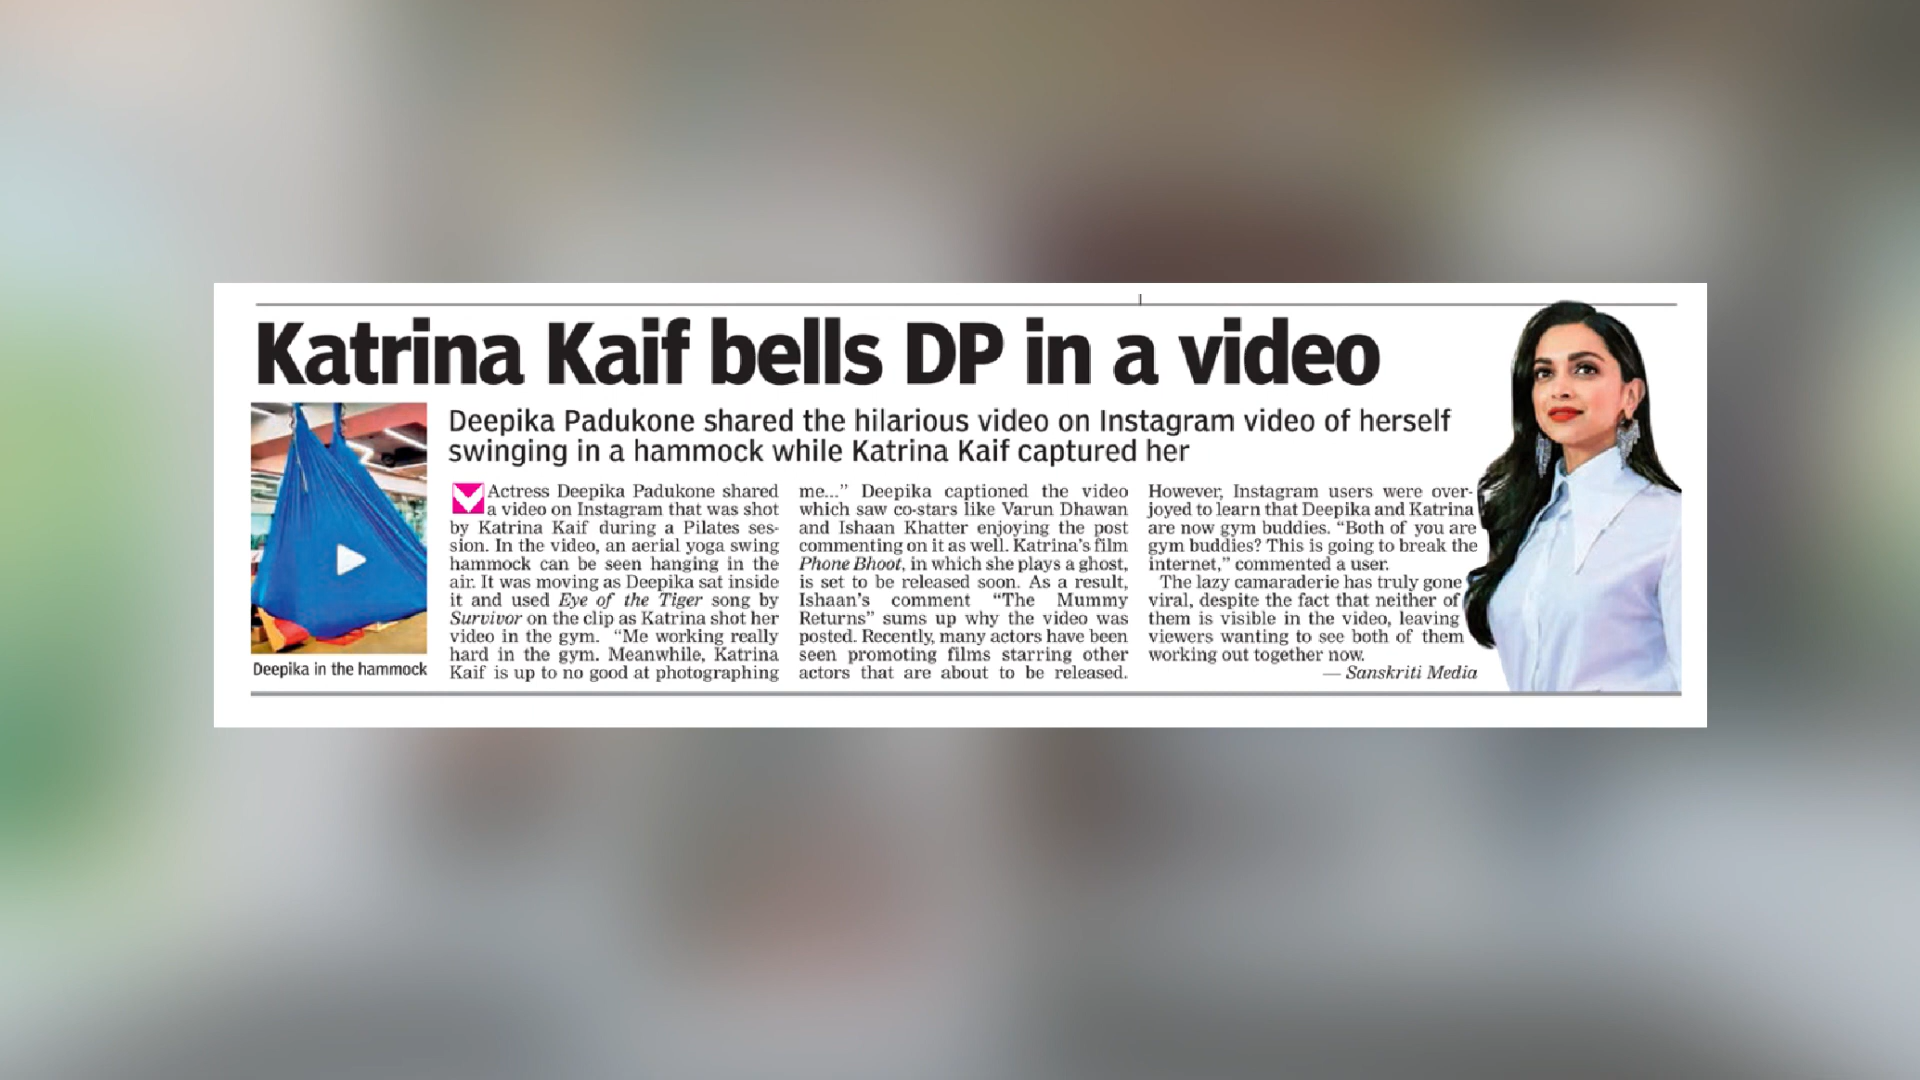 Katrina Kaif bells DP in a video
Deepika Padukone shared the hilarious video on Instagram video of herself
swinging in a hammock while Katrina Kaif captured her
Deepika in the hammock
Actress Deepika Padukone shared
a video on Instagram that was shot
by Katrina Kaif during a Pilates ses-
sion. In the video, an aerial yoga swing
hammock can be seen hanging in the
air. It was moving as Deepika sat inside
it and used Eye of the Tiger song by
Survivor on the clip as Katrina shot her
video in the gym. “Me working really
hard in the gym. Meanwhile, Katrina
Kaif is up to no good at photographing
me...” Deepika captioned the video
which saw co-stars like Varun Dhawan
and Ishaan Khatter enjoying the post
commenting on it as well. Katrina’s film
Phone Bhoot, in which she plays a ghost,
is set to be released soon. As a result,
Ishaan’s comment “The Mummy
Returns” sums up why the video was
posted. Recently, many actors have been
seen promoting films starring other
actors that are about to be released.
However, Instagram users were over-
joyed to learn that Deepika and Katrina
are now gym buddies. “Both of you are
gym buddies? This is going to break the
internet,” commented a user.
The lazy camaraderie has truly gone
viral, despite the fact that neither of
them is visible in the video, leaving
viewers wanting to see both of them
working out together now.
— Sanskriti Media